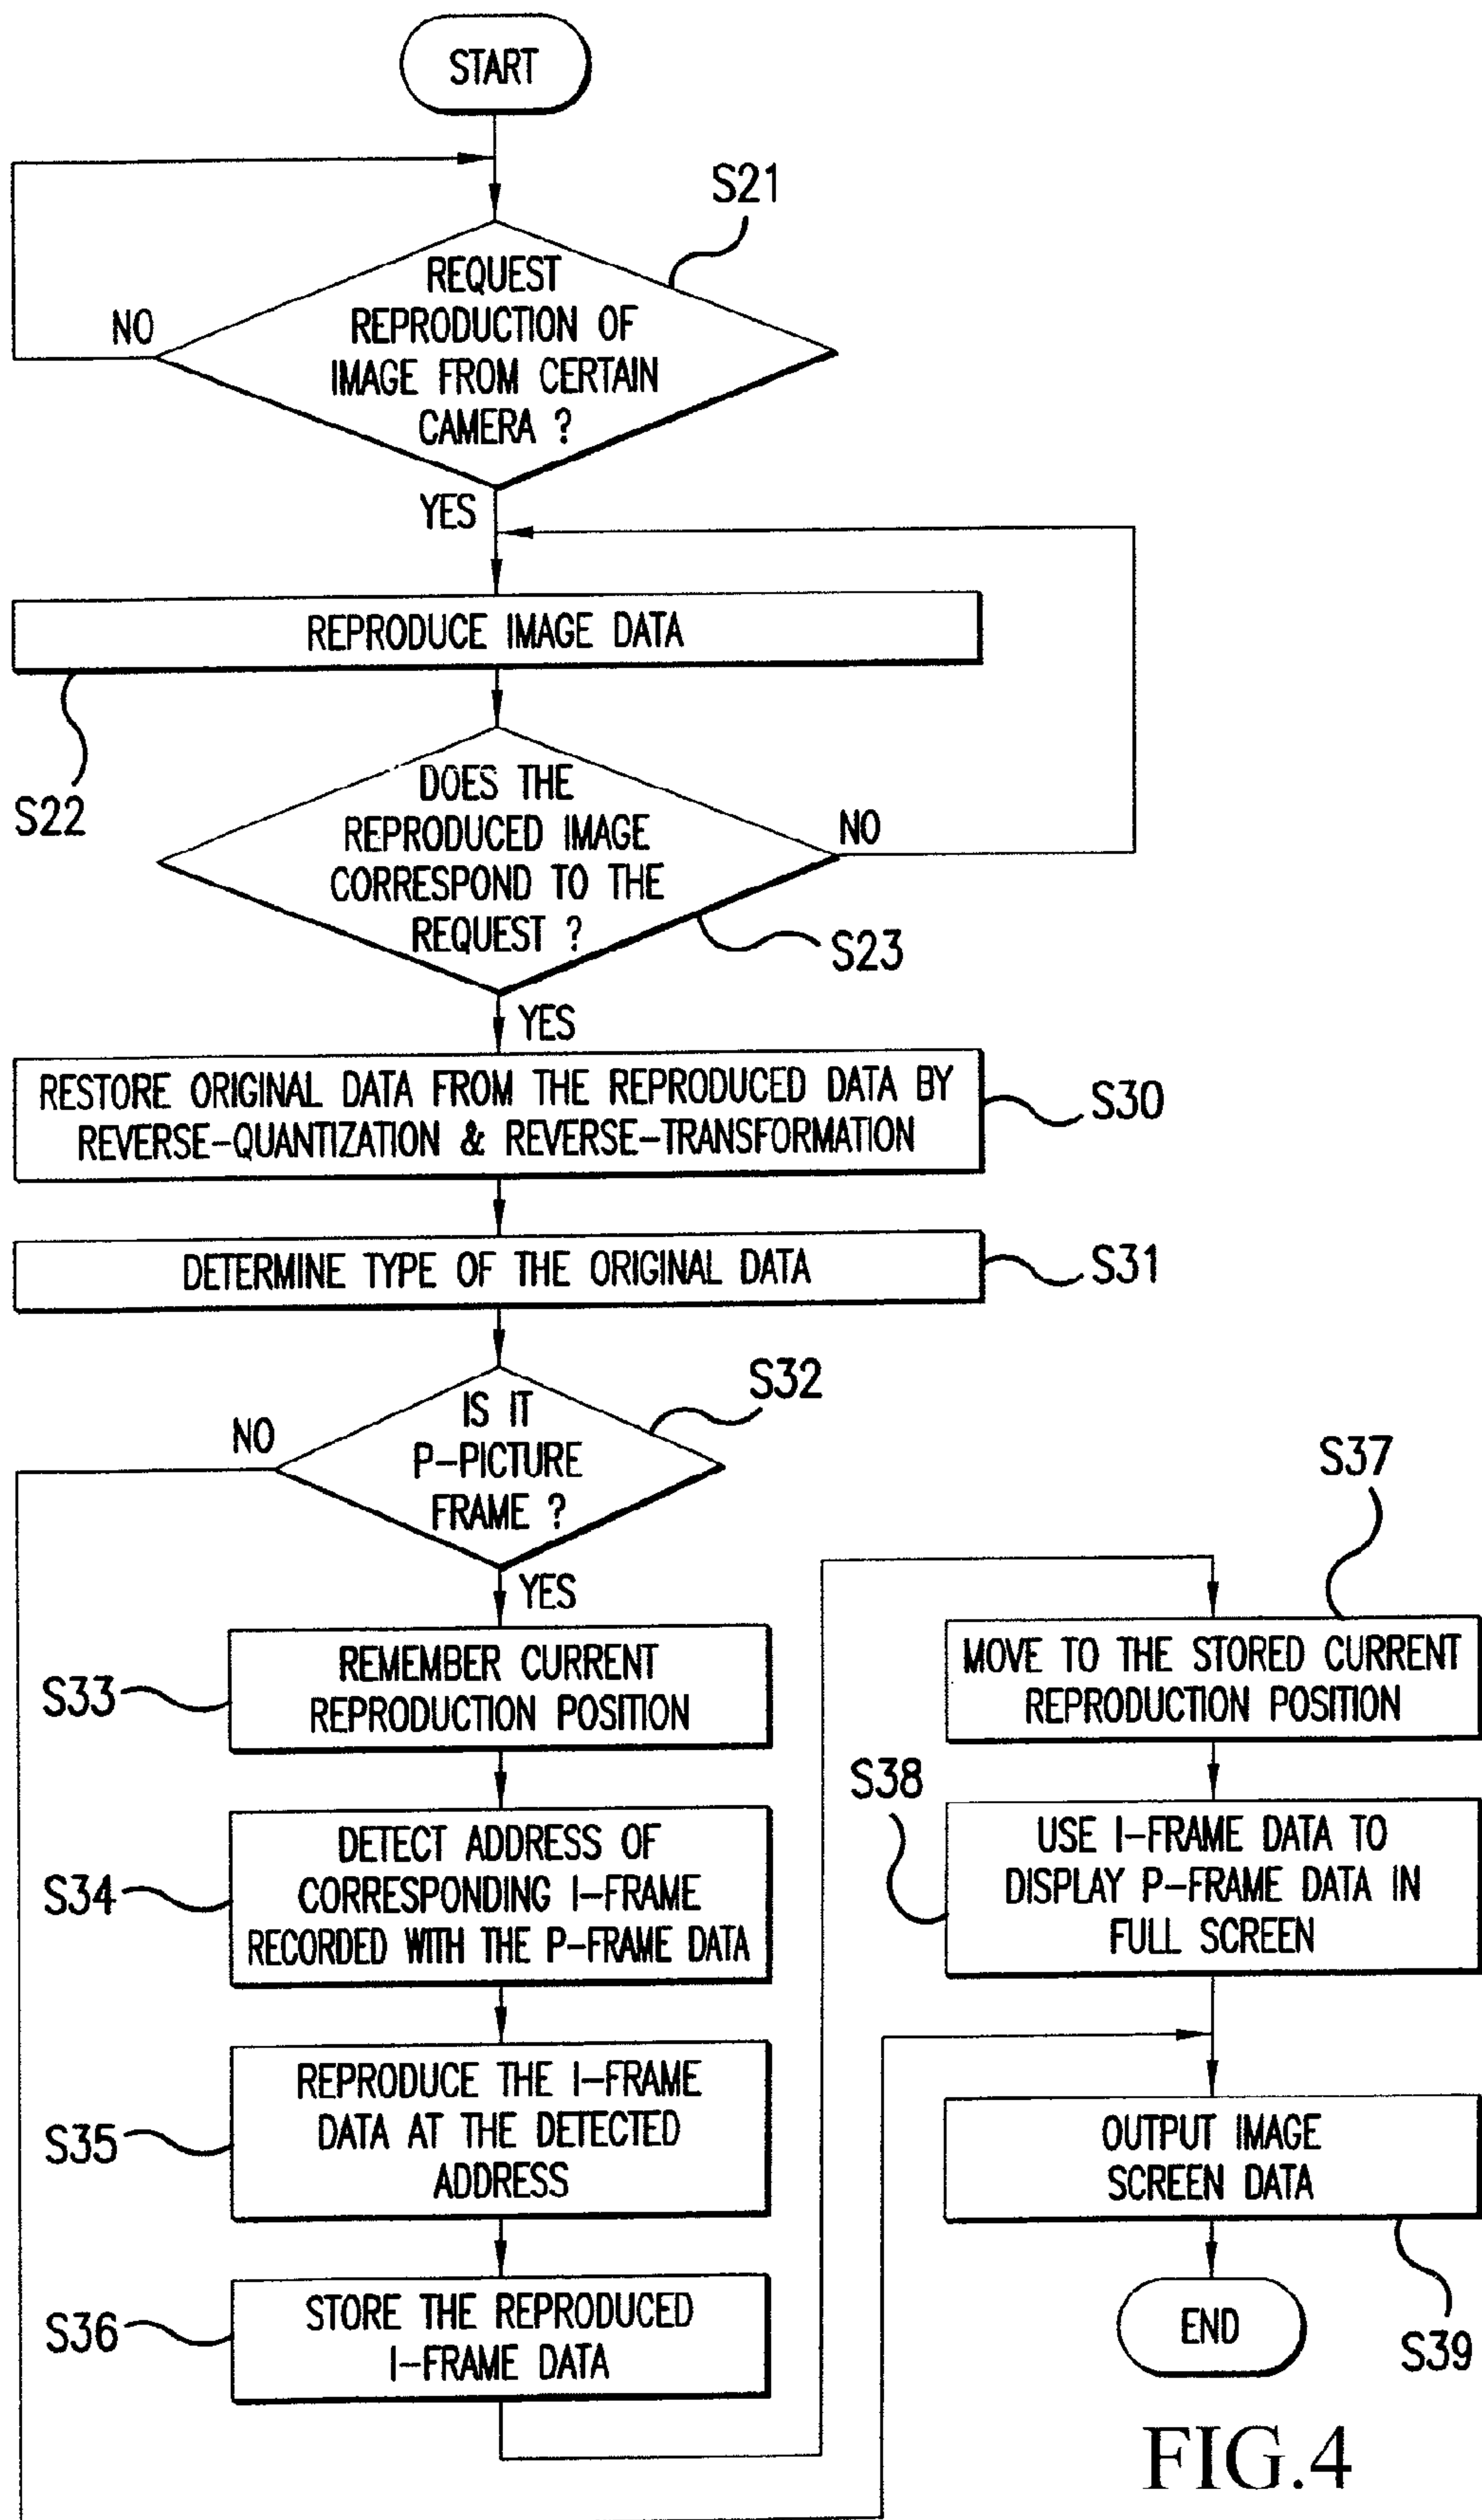 START
S21
REQUEST
REPRODUCTION OF
IMAGE FROM CERTAIN
CAMERA ?
NO
YES
REPRODUCE IMAGE DATA
S22
DOES THE
REPRODUCED IMAGE
CORRESPOND TO THE
REQUEST ?
NO
S23
YES
RESTORE ORIGINAL DATA FROM THE REPRODUCED DATA BY
REVERSE-QUANTIZATION & REVERSE-TRANSFORMATION
S30
DETERMINE TYPE OF THE ORIGINAL DATA
S31
S32
IS IT
P-PICTURE
FRAME ?
NO
YES
REMEMBER CURRENT
REPRODUCTION POSITION
S33
DETECT ADDRESS OF
CORRESPONDING I-FRAME
RECORDED WITH THE P-FRAME DATA
S34
REPRODUCE THE I-FRAME
DATA AT THE DETECTED
ADDRESS
S35
STORE THE REPRODUCED
I-FRAME DATA
S36
S37
MOVE TO THE STORED CURRENT
REPRODUCTION POSITION
S38
USE I-FRAME DATA TO
DISPLAY P-FRAME DATA IN
FULL SCREEN
OUTPUT IMAGE
SCREEN DATA
S39
END
FIG.4